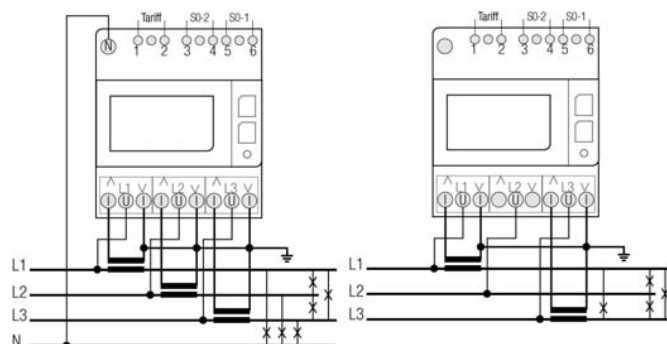 Tariff S0-2 S0-1
N 1 2 3 4 5 6
L1 L2 L3
I U I I U I I U I
L1
L2
L3
N
Tariff S0-2 S0-1
1 2 3 4 5 6
L1 L2 L3
I U I U I U I
L1
L2
L3